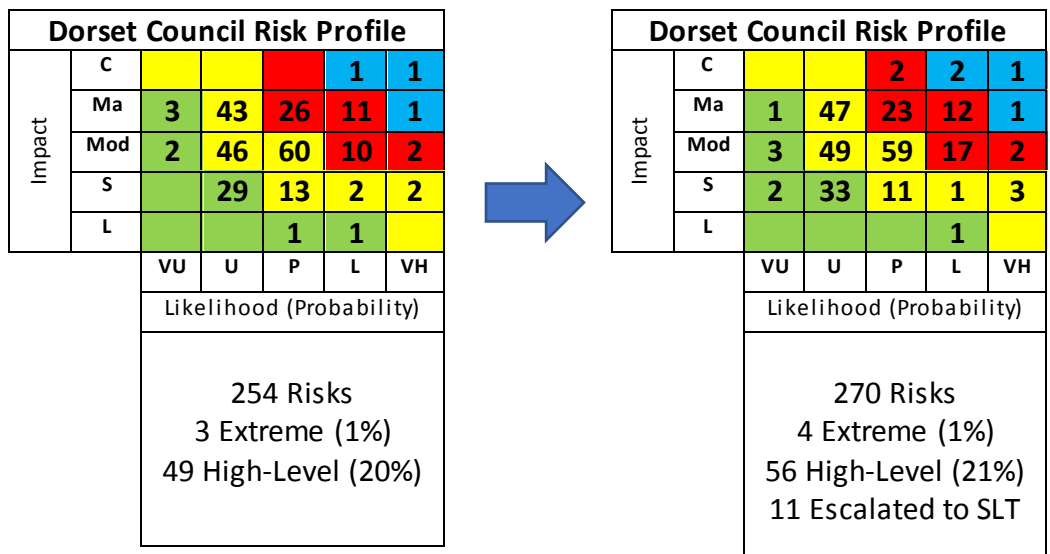 Dorset Council Risk Profile
Impact
C 1 1
Ma 3 43 26 11 1
Mod 2 46 60 10 2
S 29 13 2 2
L 1 1
VU U P L VH
Likelihood (Probability)
254 Risks
3 Extreme (1%)
49 High-Level (20%)
Dorset Council Risk Profile
Impact
C 2 2 1
Ma 1 47 23 12 1
Mod 3 49 59 17 2
S 2 33 11 1 3
L 1
VU U P L VH
Likelihood (Probability)
270 Risks
4 Extreme (1%)
56 High-Level (21%)
11 Escalated to SLT